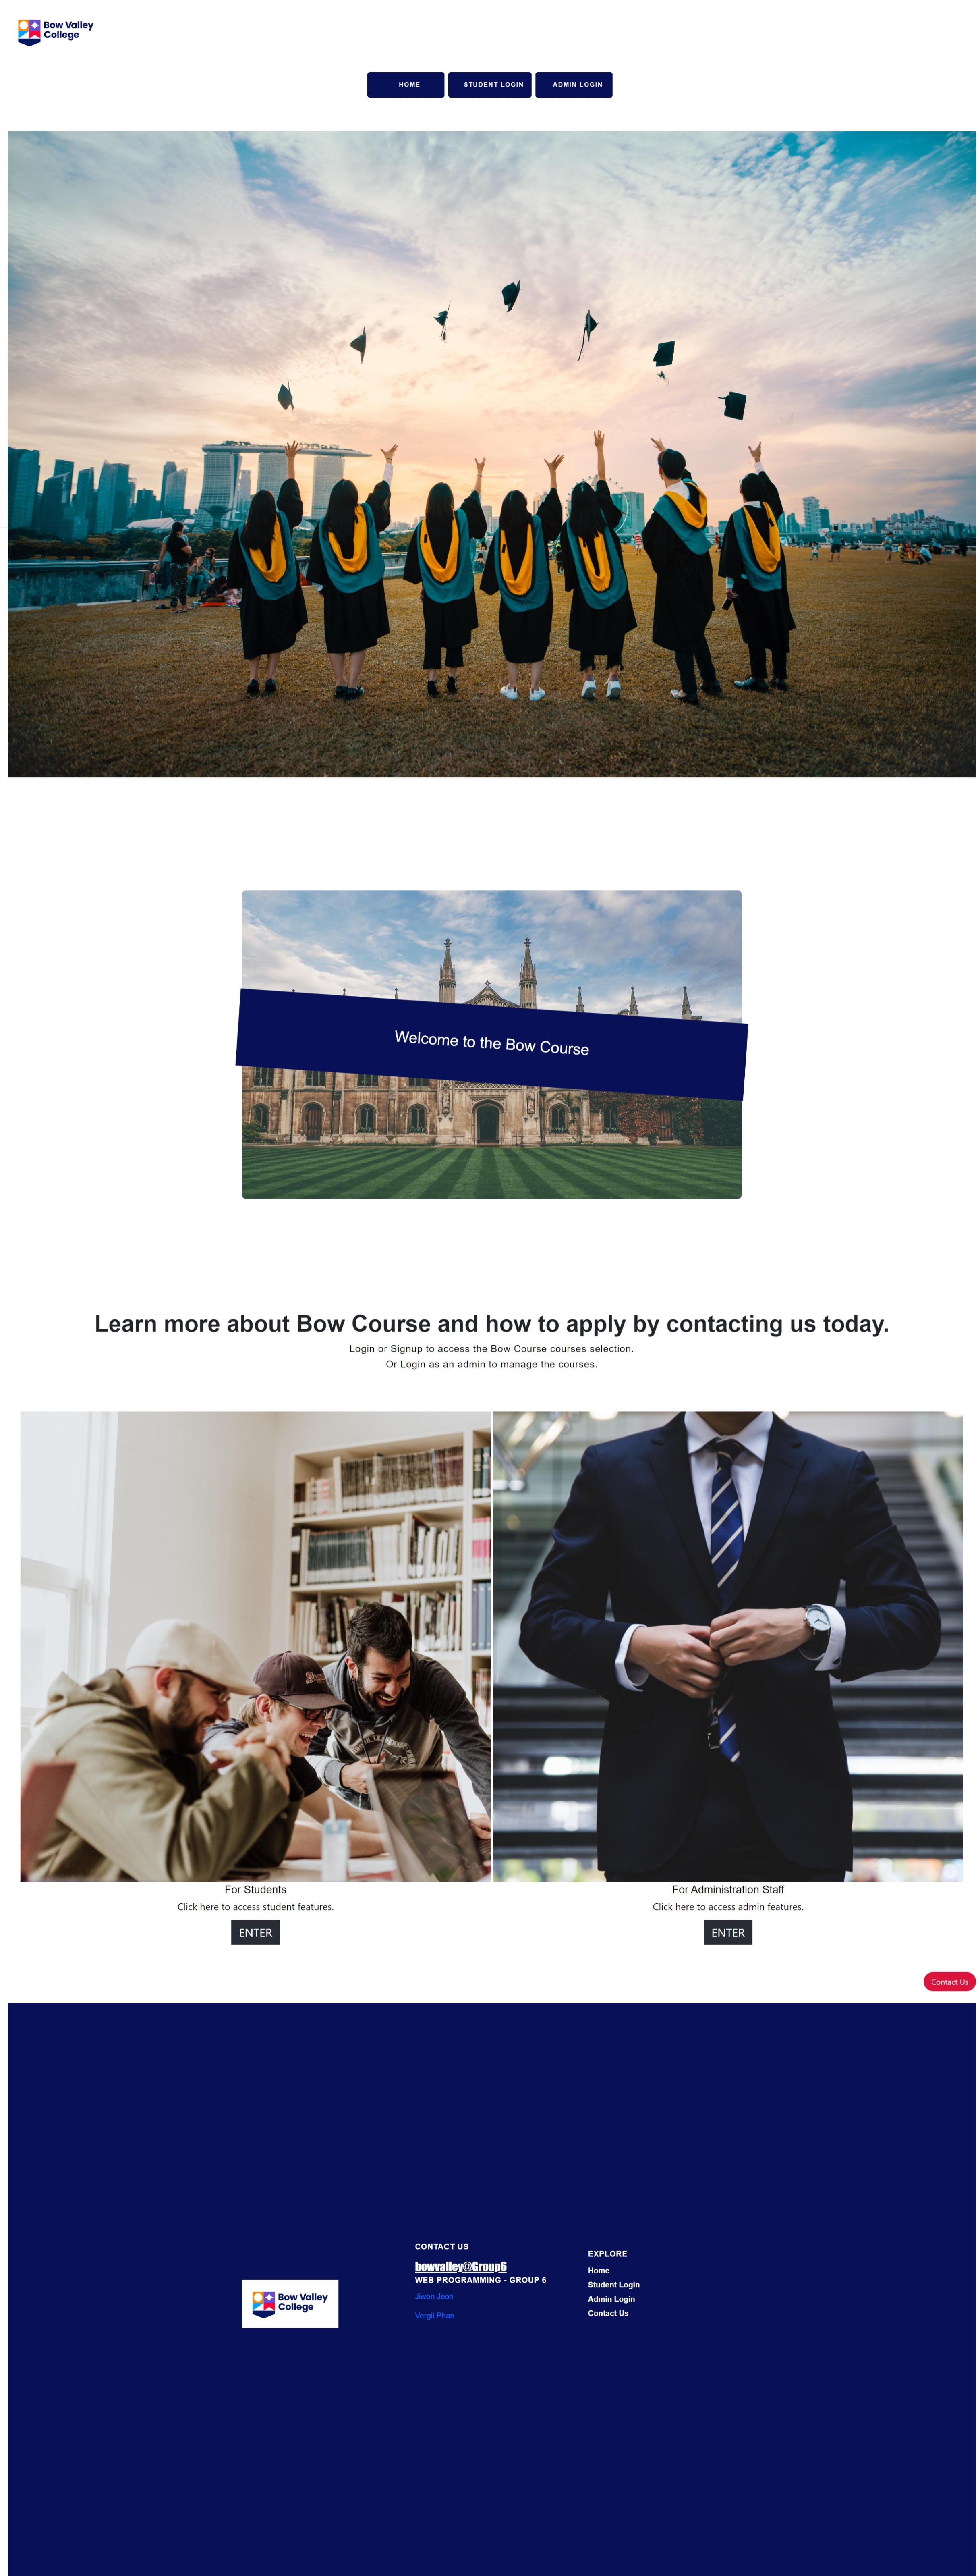 Bow Valley
College
HOME
STUDENT LOGIN
ADMIN LOGIN
Welcome to the Bow Course
Learn more about Bow Course and how to apply by contacting us today.
Login or Signup to access the Bow Course courses selection.
Or Login as an admin to manage the courses.
For Students
Click here to access student features.
ENTER
For Administration Staff
Click here to access admin features.
ENTER
Contact Us
Bow Valley
College
CONTACT US
bowvalley@Group6
WEB PROGRAMMING - GROUP 6
Jiwon Jeon
Vergil Phan
EXPLORE
Home
Student Login
Admin Login
Contact Us